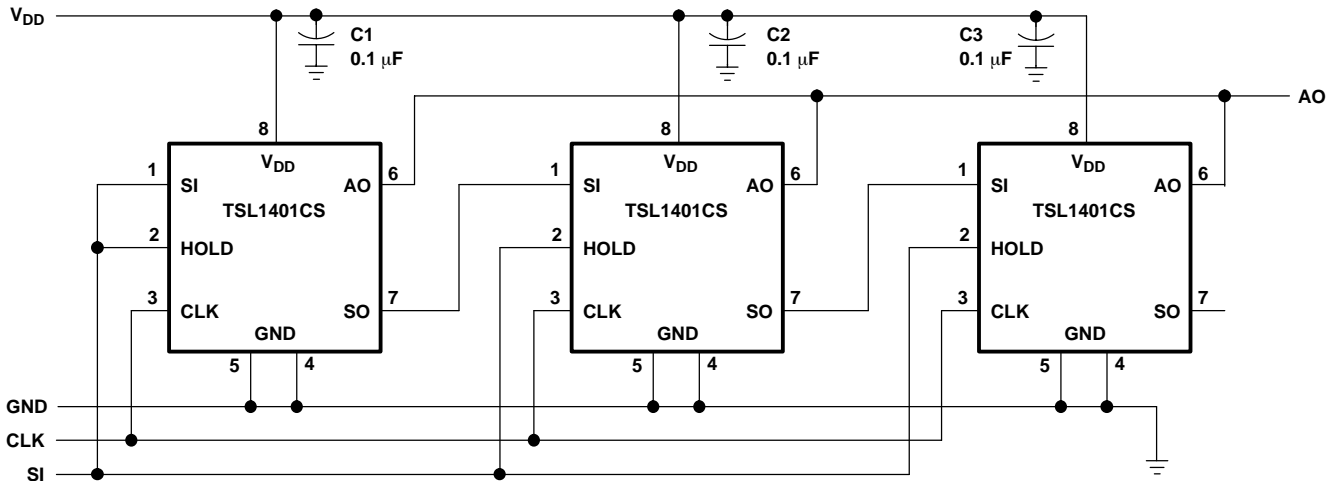 VDD
C1
0.1 μF
C2
0.1 μF
C3
0.1 μF
AO
8
8
8
VDD
VDD
VDD
1
SI
AO
6
1
SI
AO
6
1
SI
AO
6
TSL1401CS
TSL1401CS
TSL1401CS
2
HOLD
2
HOLD
2
HOLD
3
CLK
SO
7
3
CLK
SO
7
3
CLK
SO
7
GND
GND
GND
5
4
5
4
5
4
GND
CLK
SI